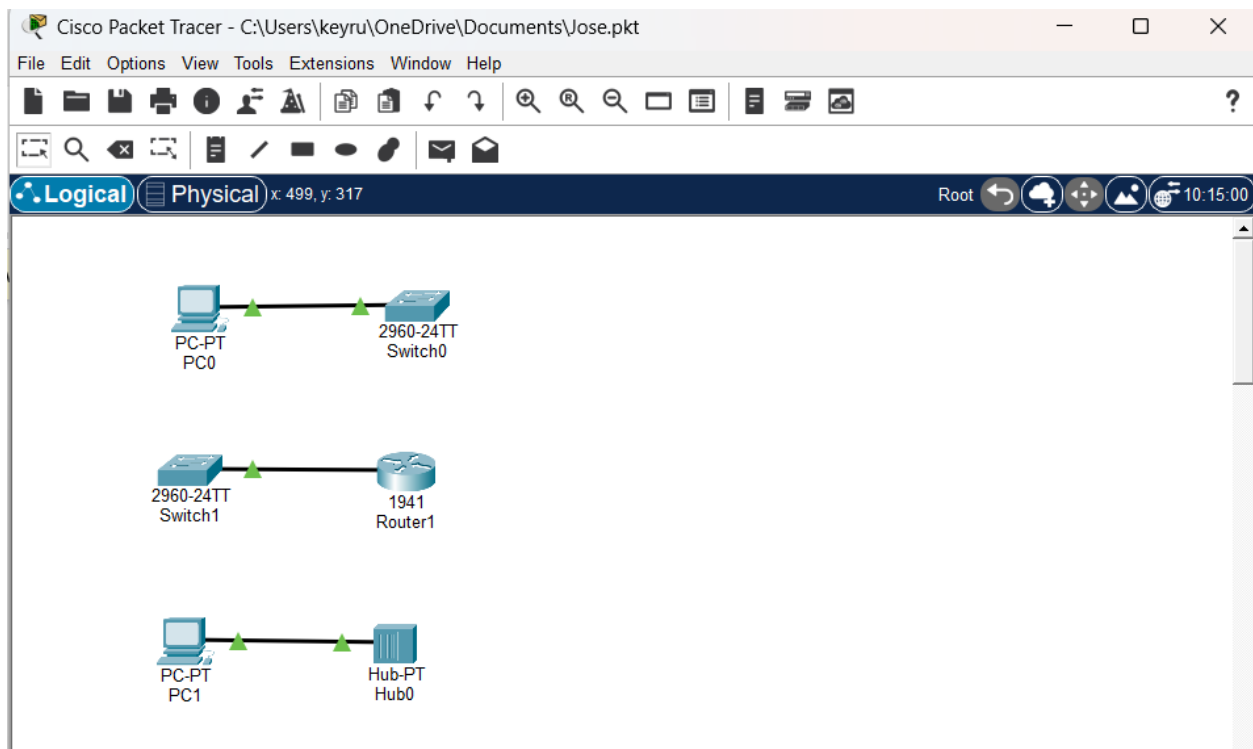 Cisco Packet Tracer - C:\Users\keyru\OneDrive\Documents\Jose.pkt
File Edit Options View Tools Extensions Window Help
?
Logical Physical x: 499, y: 317 Root 10:15:00
PC-PT
PC0
2960-24TT
Switch0
2960-24TT
Switch1
1941
Router1
PC-PT
PC1
Hub-PT
Hub0